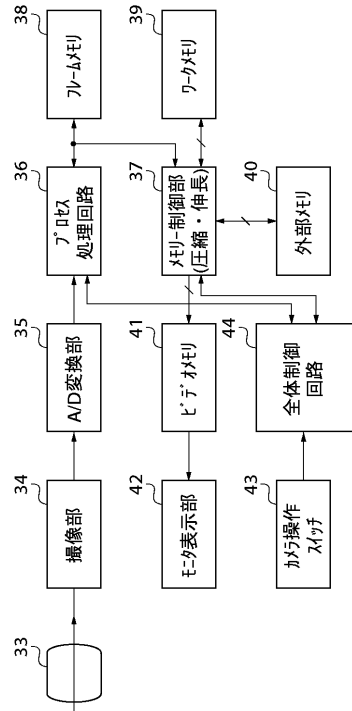 33
34
撮像部
35
A/D変換部
36
プロセス
処理回路
38
フレームメモリ
42
モニタ表示部
41
ビデオメモリ
37
メモリー制御部
(圧縮・伸長)
39
ワークメモリ
43
カメラ操作
スイッチ
44
全体制御
回路
40
外部メモリ